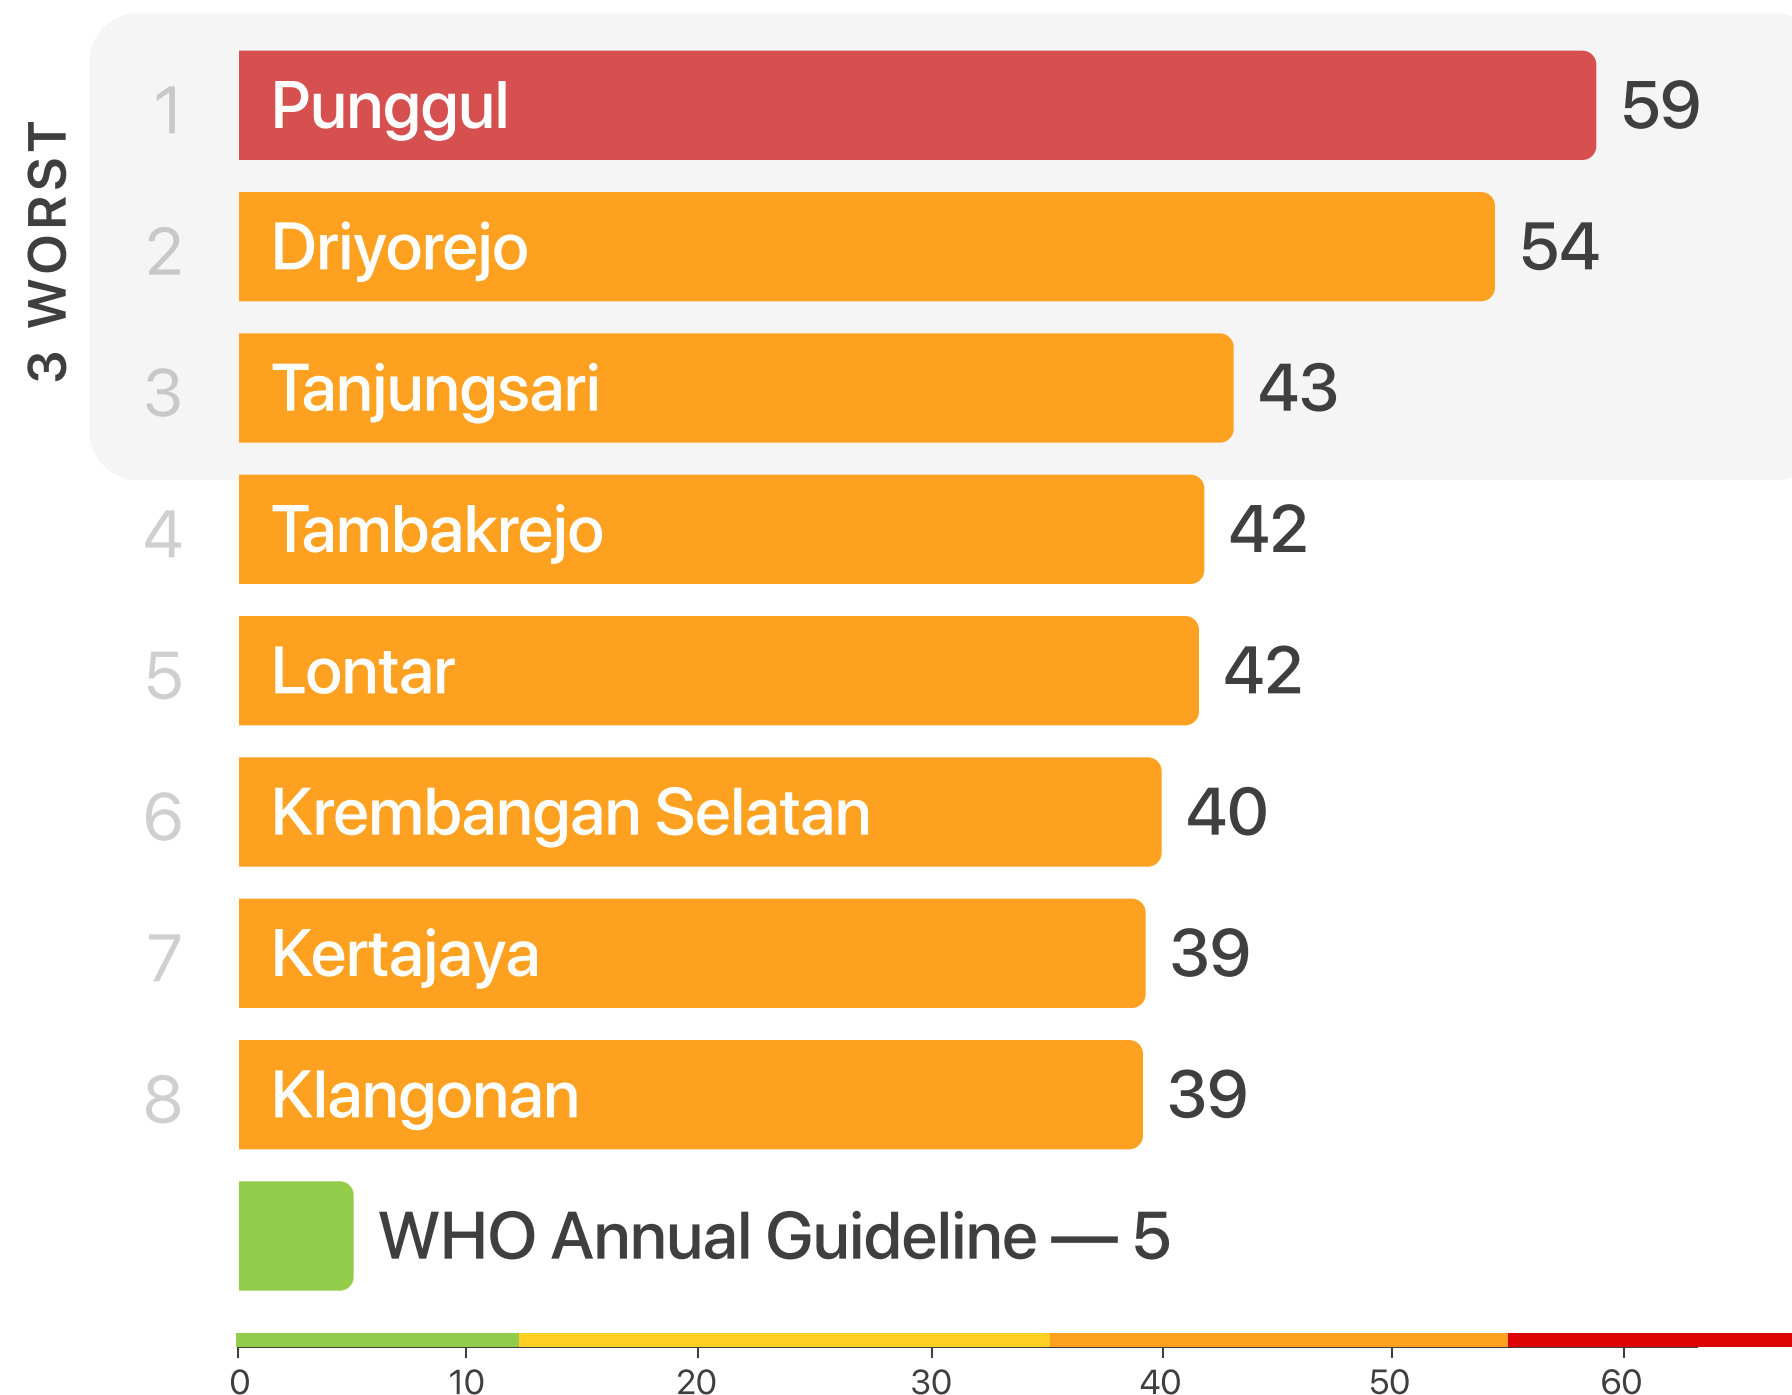 3 WORST
1 Punggul 59
2 Driyorejo 54
3 Tanjungsari 43
4 Tambakrejo 42
5 Lontar 42
6 Krembangan Selatan 40
7 Kertajaya 39
8 Klangonan 39
WHO Annual Guideline — 5
0 10 20 30 40 50 60